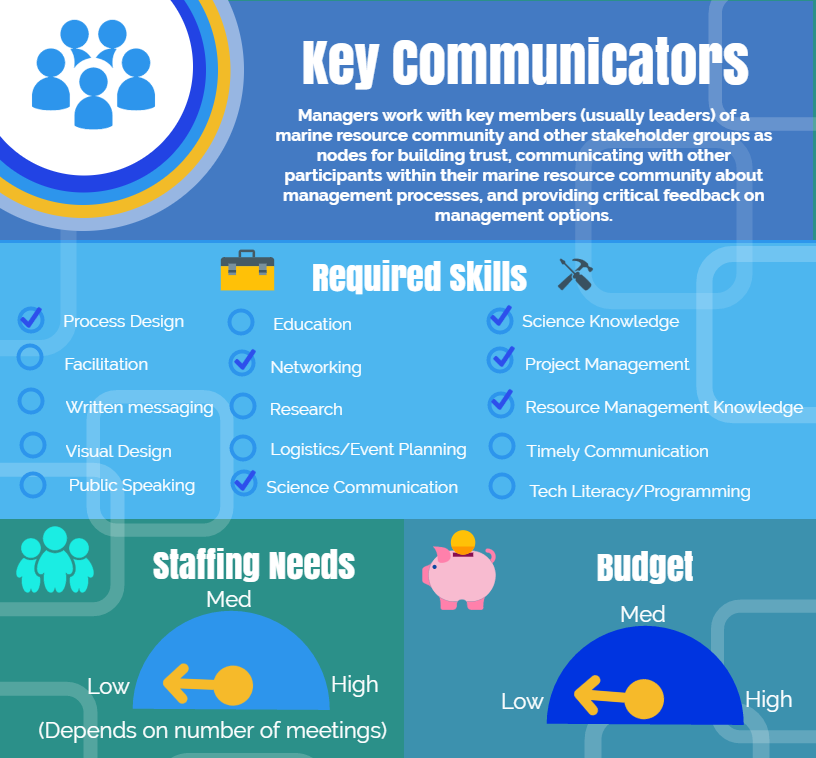 Key Communicators
Managers work with key members (usually leaders) of a
marine resource community and other stakeholder groups as
nodes for building trust, communicating with other
participants within their marine resource community about
management processes, and providing critical feedback on
management options.
Required Skills
Process Design
Facilitation
Written messaging
Visual Design
Public Speaking
Education
Networking
Research
Logistics/Event Planning
Science Communication
Science Knowledge
Project Management
Resource Management Knowledge
Timely Communication
Tech Literacy/Programming
Staffing Needs
Med
Low
High
(Depends on number of meetings)
Budget
Med
Low
High